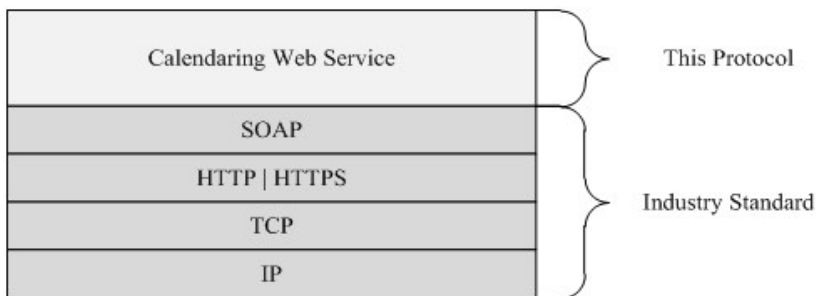 Calendaring Web Service
This Protocol
SOAP
HTTP | HTTPS
Industry Standard
TCP
IP